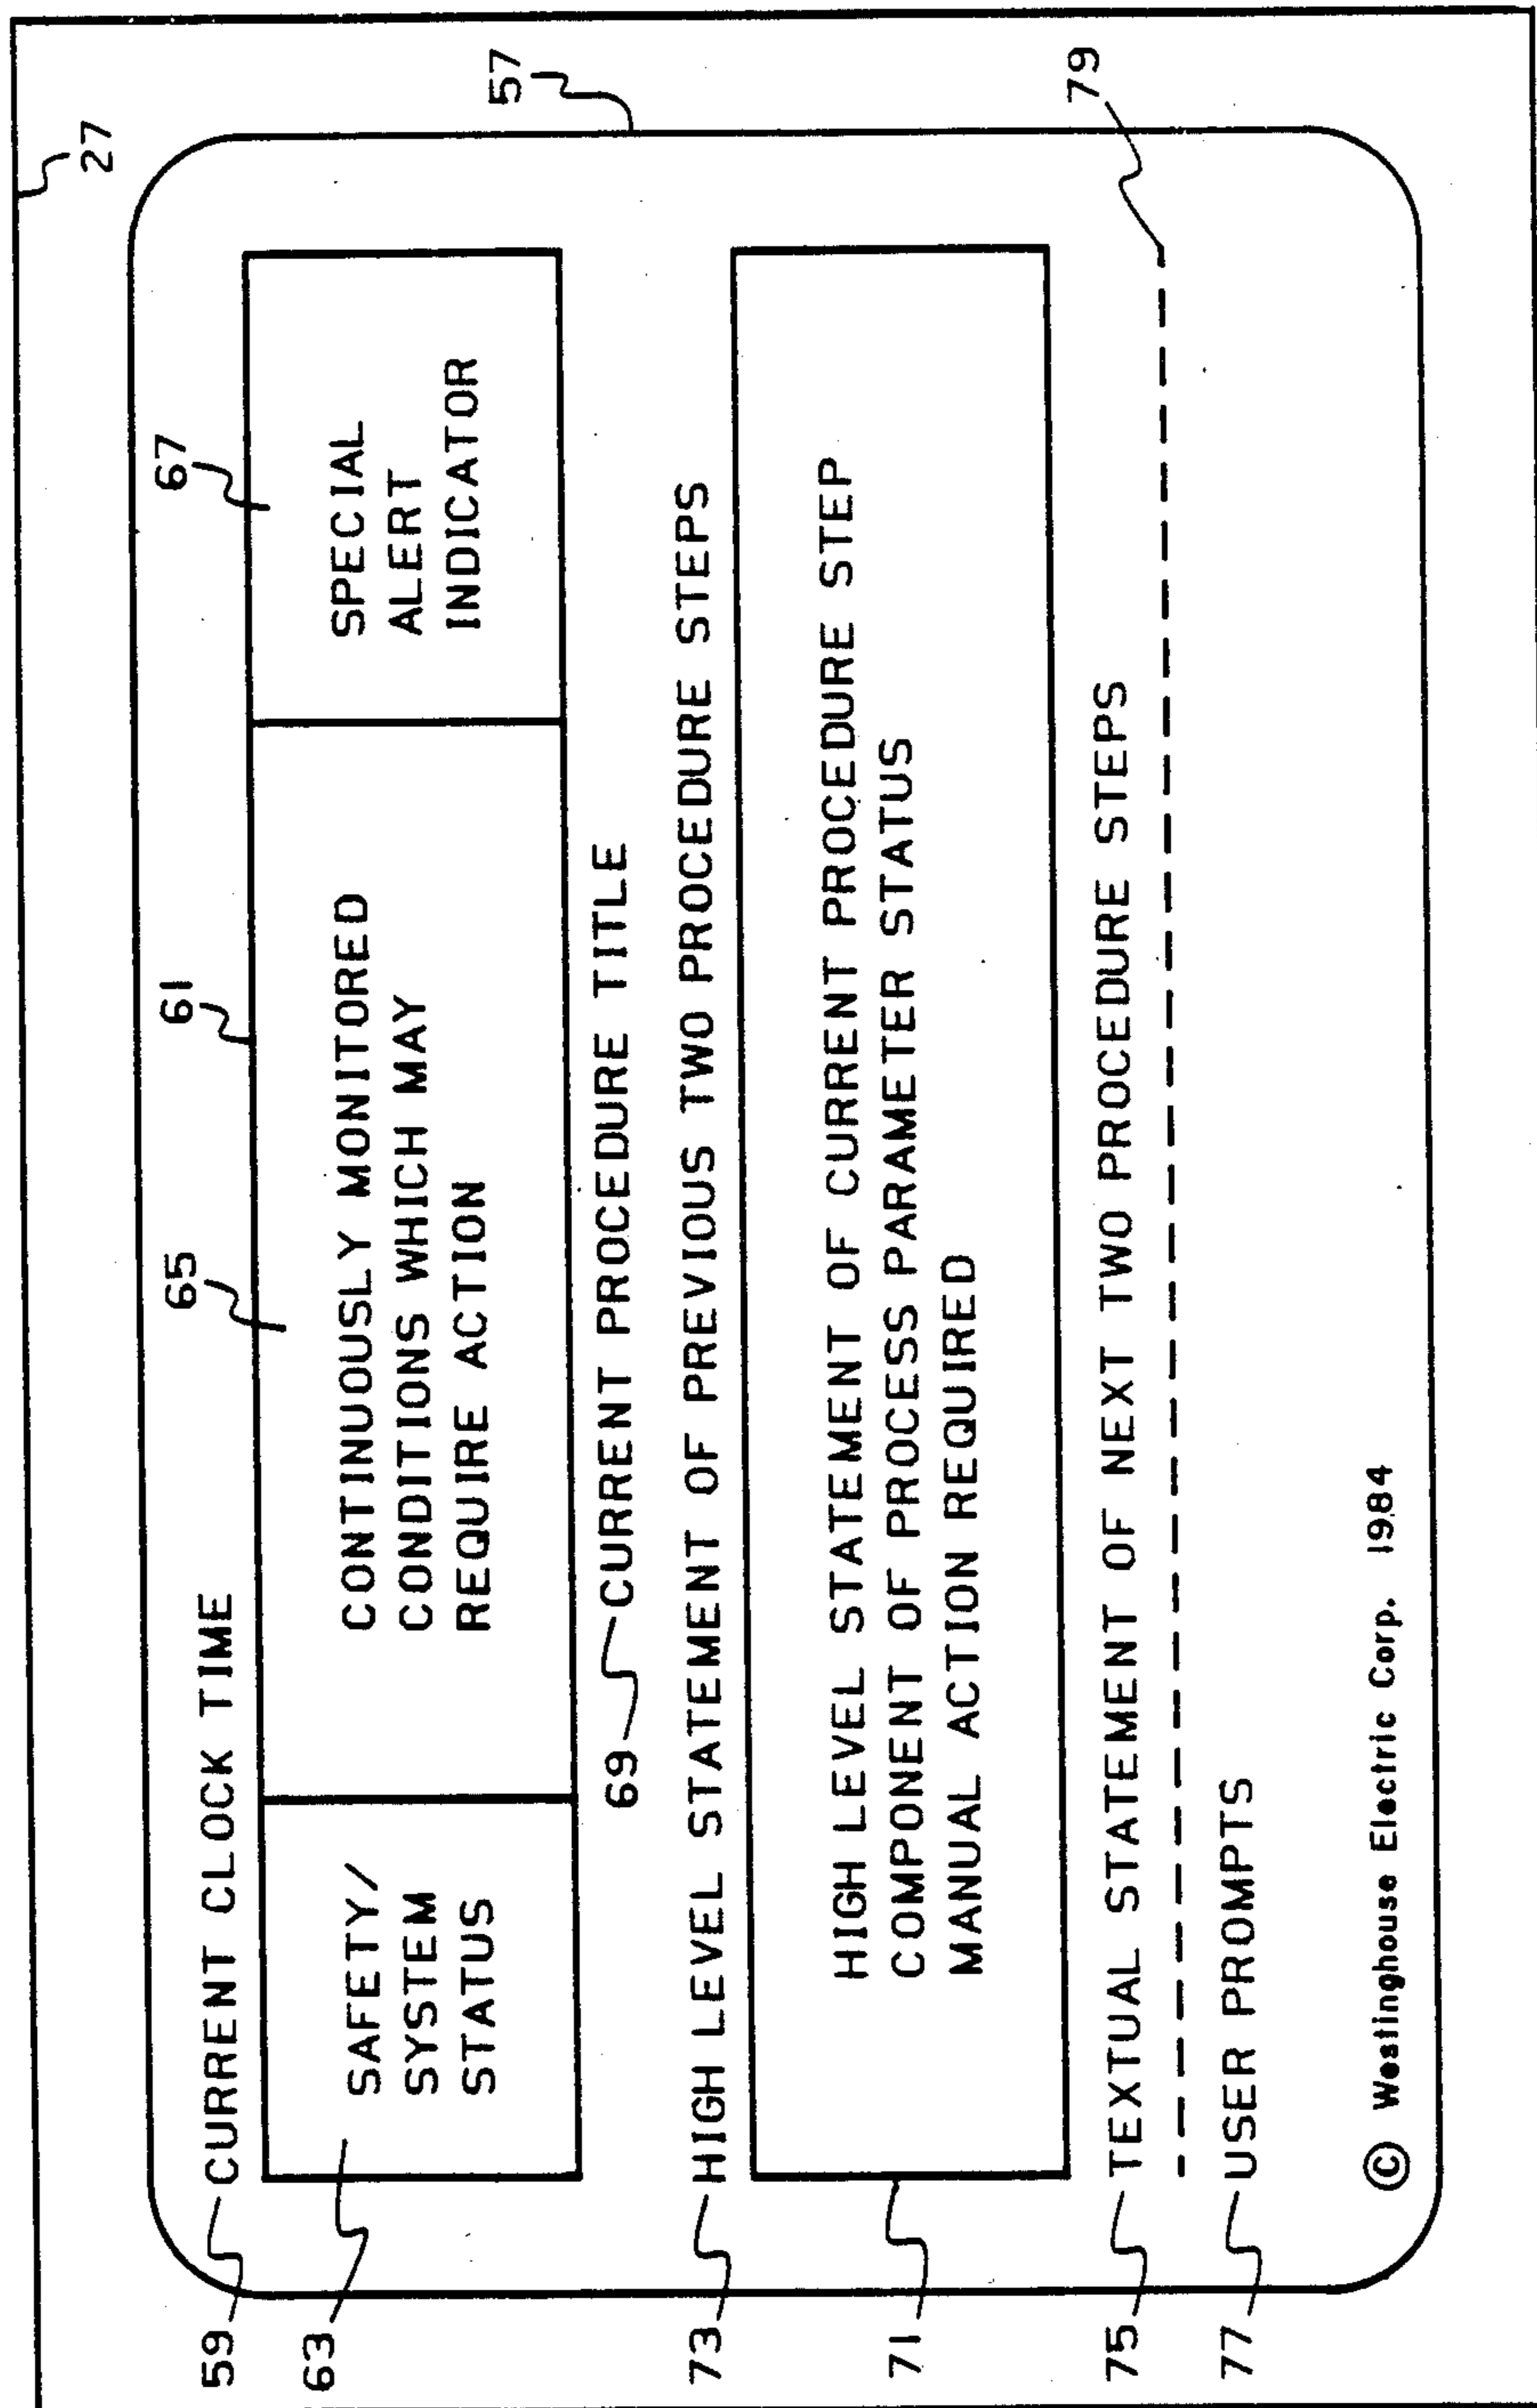 27
57
59 CURRENT CLOCK TIME
65
61
67
63
SAFETY/
SYSTEM
STATUS
CONTINUOUSLY MONITORED
CONDITIONS WHICH MAY
REQUIRE ACTION
SPECIAL
ALERT
INDICATOR
69 CURRENT PROCEDURE TITLE
73 HIGH LEVEL STATEMENT OF PREVIOUS TWO PROCEDURE STEPS
71
HIGH LEVEL STATEMENT OF CURRENT PROCEDURE STEP
COMPONENT OF PROCESS PARAMETER STATUS
MANUAL ACTION REQUIRED
75 TEXTUAL STATEMENT OF NEXT TWO PROCEDURE STEPS
79
77 USER PROMPTS
© Westinghouse Electric Corp. 1984